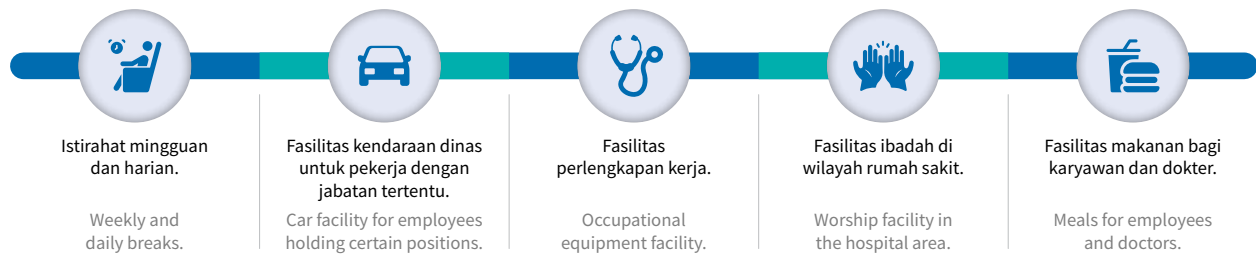 Istirahat mingguan
dan harian.
Weekly and
daily breaks.
Fasilitas kendaraan dinas
untuk pekerja dengan
jabatan tertentu.
Car facility for employees
holding certain positions.
Fasilitas
perlengkapan kerja.
Occupational
equipment facility.
Fasilitas ibadah di
wilayah rumah sakit.
Worship facility in
the hospital area.
Fasilitas makanan bagi
karyawan dan dokter.
Meals for employees
and doctors.